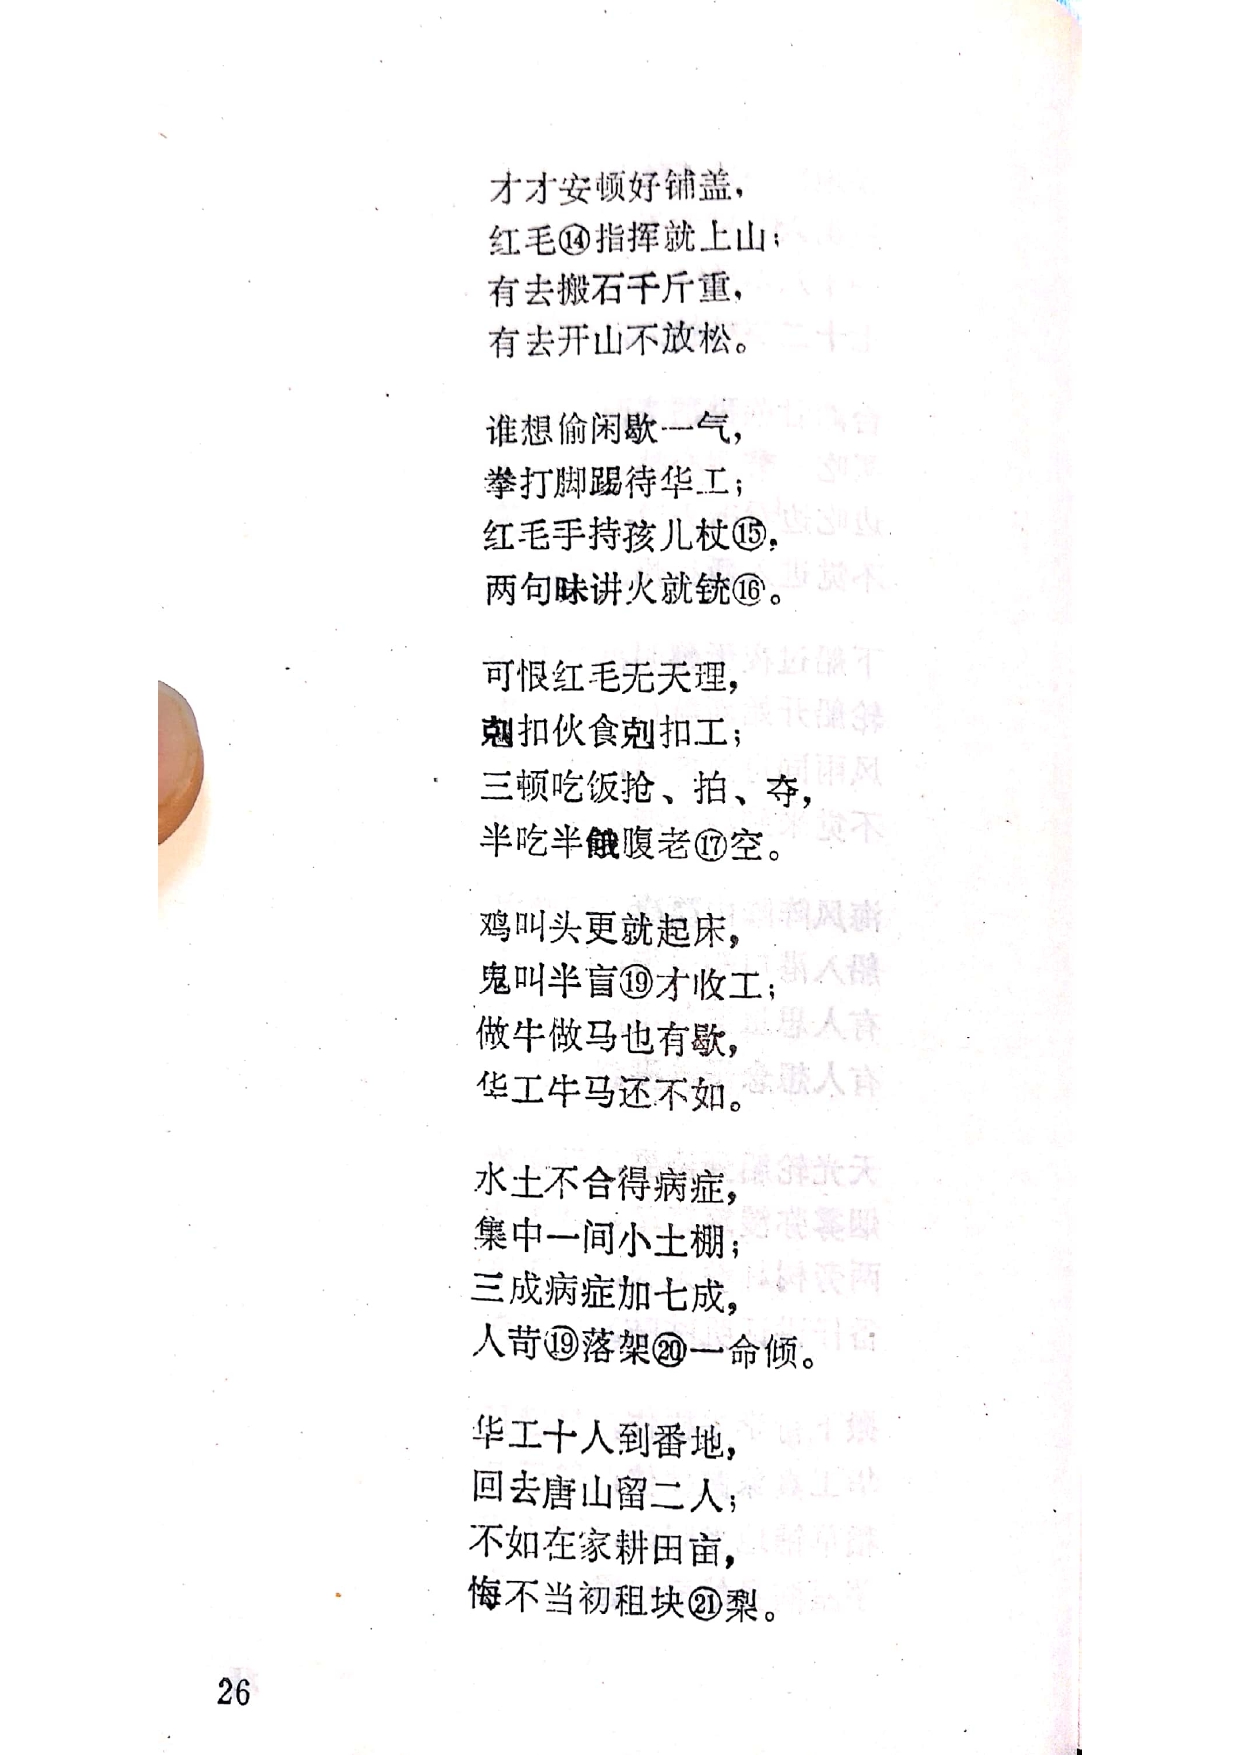 才才安顿好铺盖，
红毛⑭指挥就上山；
有去搬石千斤重，
有去开山不放松。
谁想偷闲歇一气，
拳打脚踢待华工；
红毛手持孩儿杖⑮，
两句昧讲火就铳⑯。
可恨红毛无天理，
剋扣伙食剋扣工；
三顿吃饭抢、拍、夺，
半吃半餓腹老⑰空。
鸡叫头更就起床，
鬼叫半盲⑲才收工；
做牛做马也有歇，
华工牛马还不如。
水土不合得病症，
集中一间小土棚；
三成病症加七成，
人苛⑲落架⑳一命倾。
华工十人到番地，
回去唐山留二人；
不如在家耕田亩，
悔不当初租块㉑犁。
26